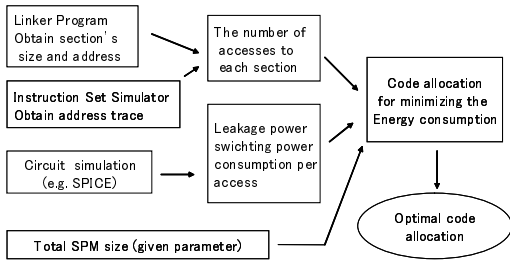 Linker Program
Obtain section's
size and address
The number of
accesses to
each section
Instruction Set Simulator
Obtain address trace
Code allocation
for minimizing the
Energy consumption
Leakage power
swichting power
consumption per
access
Circuit simulation
(e.g. SPICE)
Total SPM size (given parameter)
Optimal code
allocation